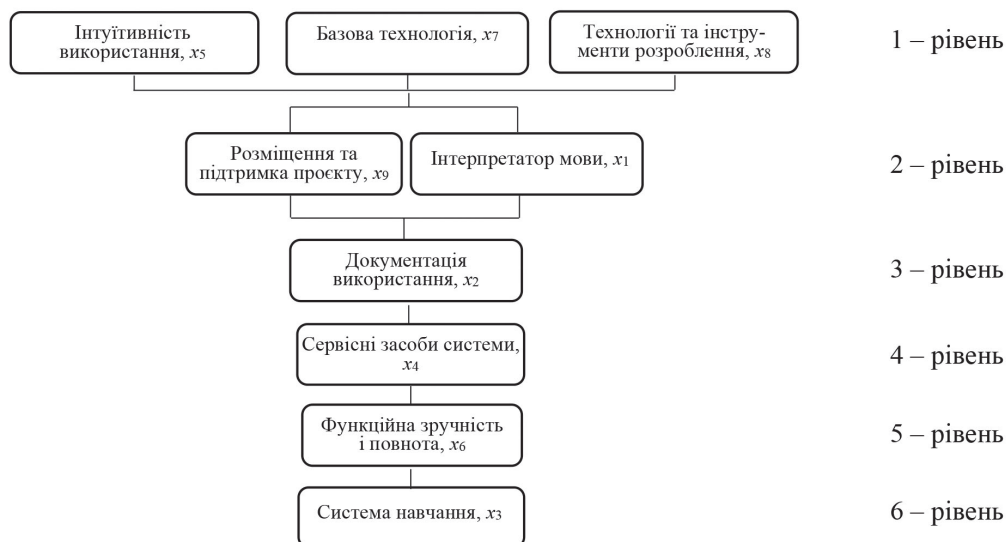 Інтуїтивність
використання, x5
Базова технологія, x7
Технології та інстру-
менти розроблення, x8
1 – рівень
Розміщення та
підтримка проєкту, x9
Інтерпретатор мови, x1
2 – рівень
Документація
використання, x2
3 – рівень
Сервісні засоби системи,
x4
4 – рівень
Функційна зручність
і повнота, x6
5 – рівень
Система навчання, x3
6 – рівень